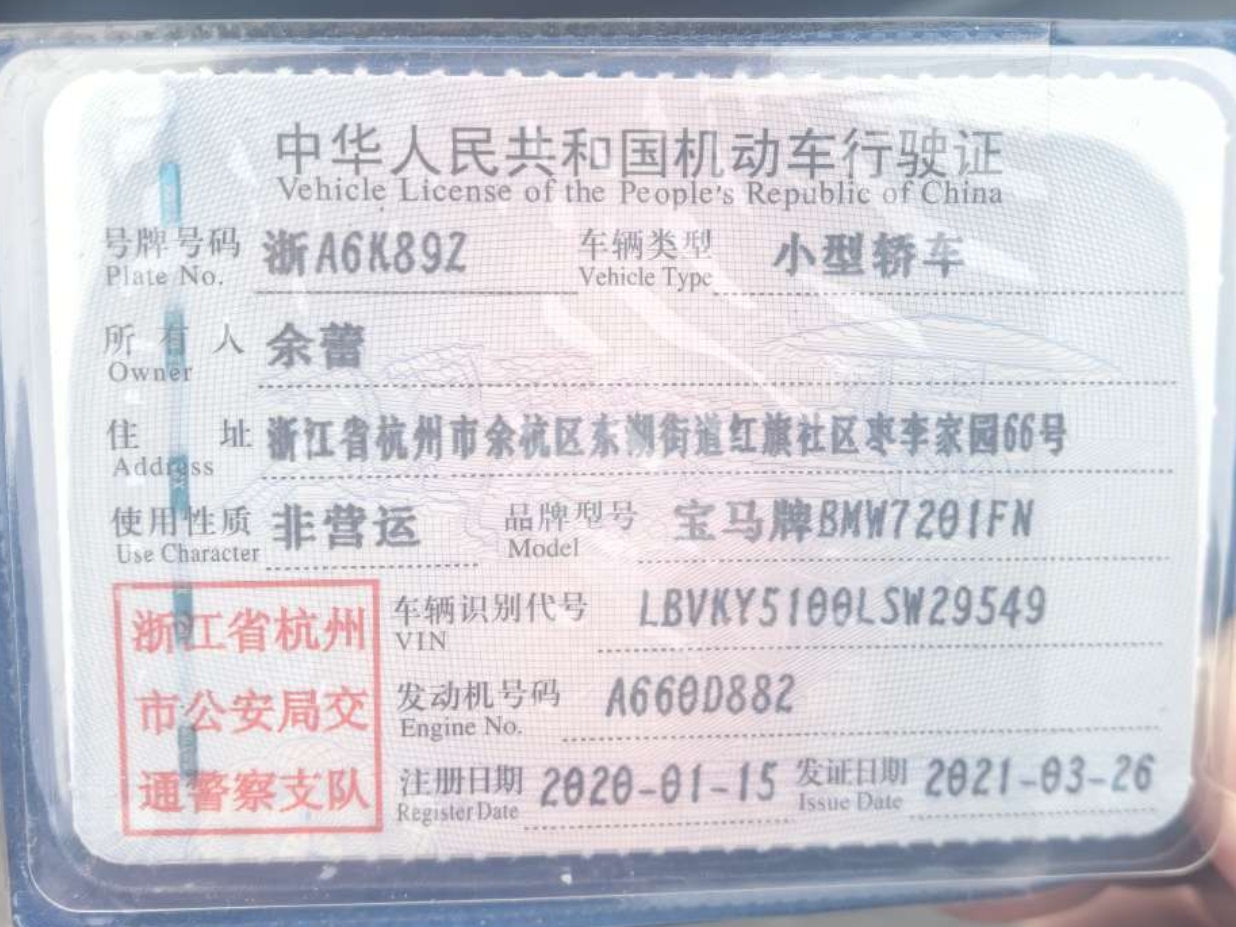 中华人民共和国机动车行驶证
Vehicle License of the People's Republic of China
号牌号码 浙A6K89Z 车辆类型 小型轿车
Plate No. Vehicle Type
所有人 余蕾
Owner
住址 浙江省杭州市余杭区东湖街道红旗社区枣李家园66号
Address
使用性质 非营运 品牌型号 宝马牌BMW7201FN
Use Character Model
浙江省杭州 车辆识别代号 LBVKY5100LSW29549
VIN
市公安局交 发动机号码 A660D882
Engine No.
通警察支队 注册日期 2020-01-15 发证日期 2021-03-26
Register Date Issue Date